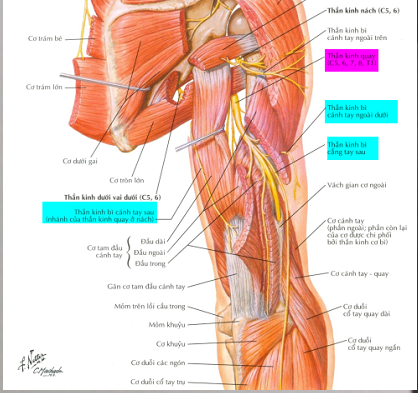 Thần kinh nách (C5, 6)
Thần kinh bì
cánh tay ngoài trên
Thần kinh quay
(C5, 6, 7, 8, T1)
Thần kinh bì
cánh tay ngoài dưới
Thần kinh bì
cẳng tay sau
Vách gian cơ ngoài
Cơ cánh tay
(phần ngoài; phần còn lại
của cơ được chi phối
bởi thần kinh cơ bì)
Cơ cánh tay - quay
Cơ duỗi
cổ tay quay dài
Cơ duỗi
cổ tay quay ngắn
Cơ trám bé
Cơ trám lớn
Cơ dưới gai
Cơ tròn lớn
Thần kinh dưới vai dưới (C5, 6)
Thần kinh bì cánh tay sau
(nhánh của thần kinh quay ở nách)
Cơ tam đầu
cánh tay
Đầu dài
Đầu ngoài
Đầu trong
Gân cơ tam đầu cánh tay
Mỏm trên lồi cầu trong
Mỏm khuỷu
Cơ khuỷu
Cơ duỗi các ngón
Cơ duỗi cổ tay trụ
F. Netter
C. Machado